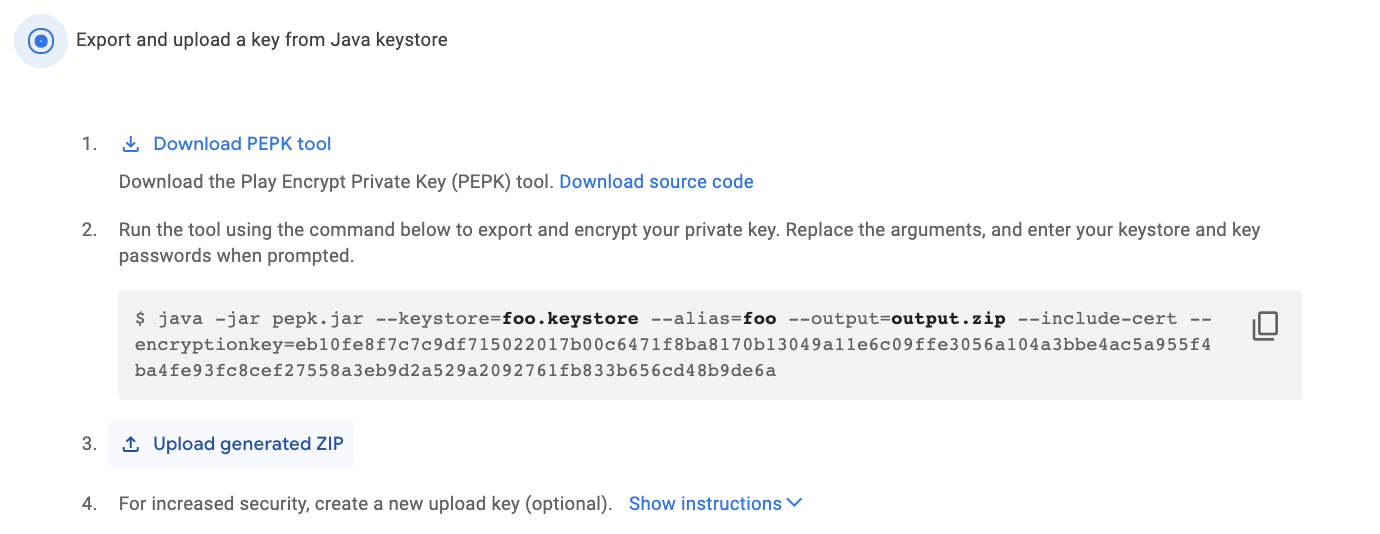 Export and upload a key from Java keystore
1. Download PEPK tool
Download the Play Encrypt Private Key (PEPK) tool. Download source code
2. Run the tool using the command below to export and encrypt your private key. Replace the arguments, and enter your keystore and key
passwords when prompted.
$ java -jar pepk.jar --keystore=foo.keystore --alias=foo --output=output.zip --include-cert --
encryptionkey=eb10fe8f7c7c9df715022017b00c6471f8ba8170b13049a11e6c09ffe3056a104a3bbe4ac5a955f4
ba4fe93fc8cef27558a3eb9d2a529a2092761fb833b656cd48b9de6a
3. Upload generated ZIP
4. For increased security, create a new upload key (optional). Show instructions